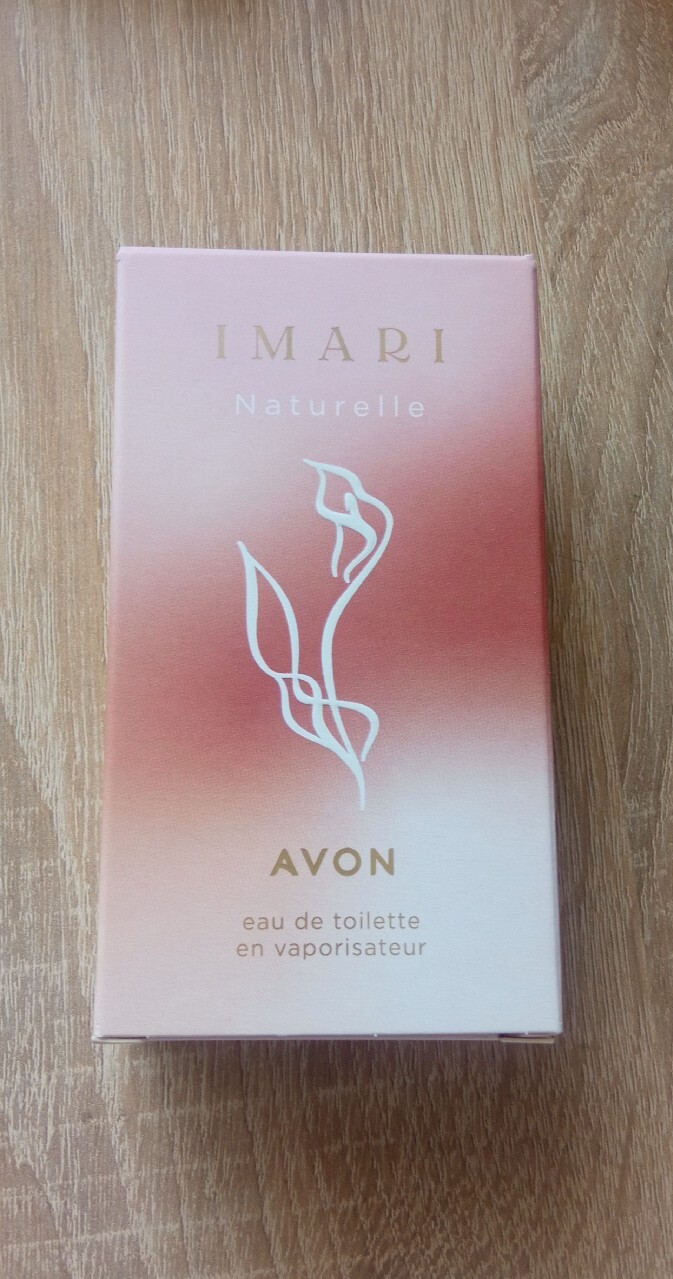 IMARI
Naturelle
AVON
eau de toilette
en vaporisateur